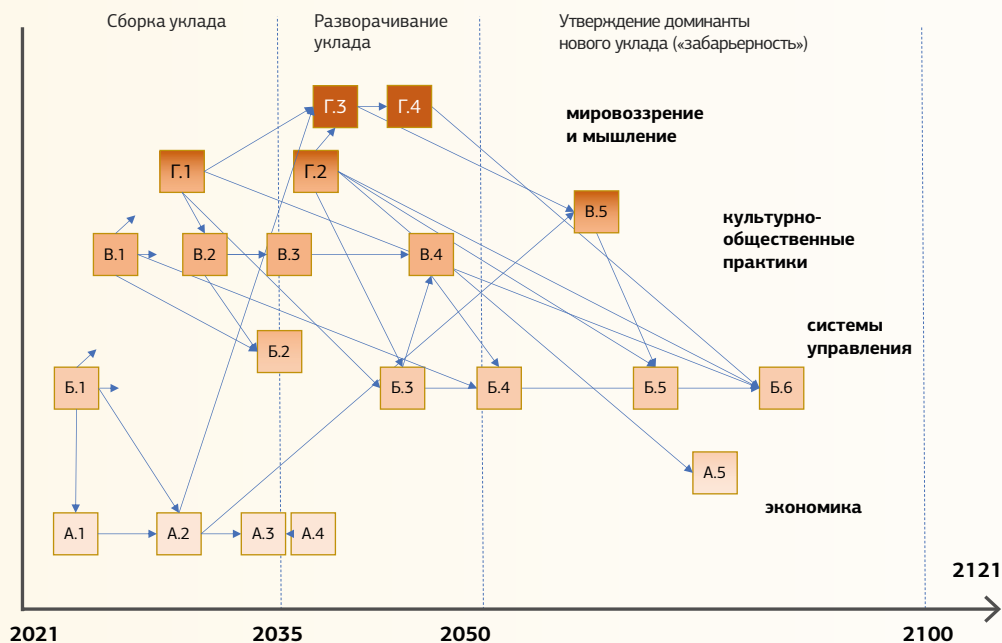 Сборка уклада
Разворачивание
уклада
Утверждение доминанты
нового уклада («забарьерность»)
Г.3
Г.4
мировоззрение
и мышление
Г.1
Г.2
В.5
культурно-
общественные
практики
В.1
В.2
В.3
В.4
системы
управления
Б.2
Б.1
Б.3
Б.4
Б.5
Б.6
А.5
экономика
А.1
А.2
А.3
А.4
2121
2021
2035
2050
2100